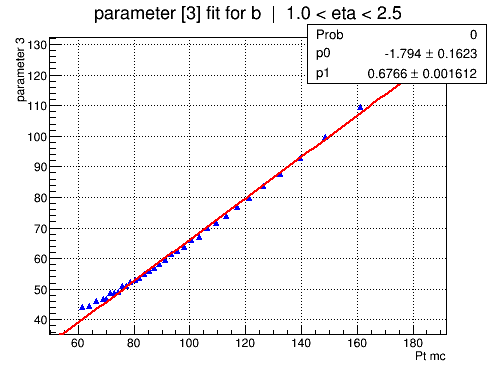 parameter [3] fit for b | 1.0 < eta < 2.5
Prob 0
p0 -1.794 ± 0.1623
p1 0.6766 ± 0.001612
parameter 3
130
120
110
100
90
80
70
60
50
40
60 80 100 120 140 160 180
Pt mc